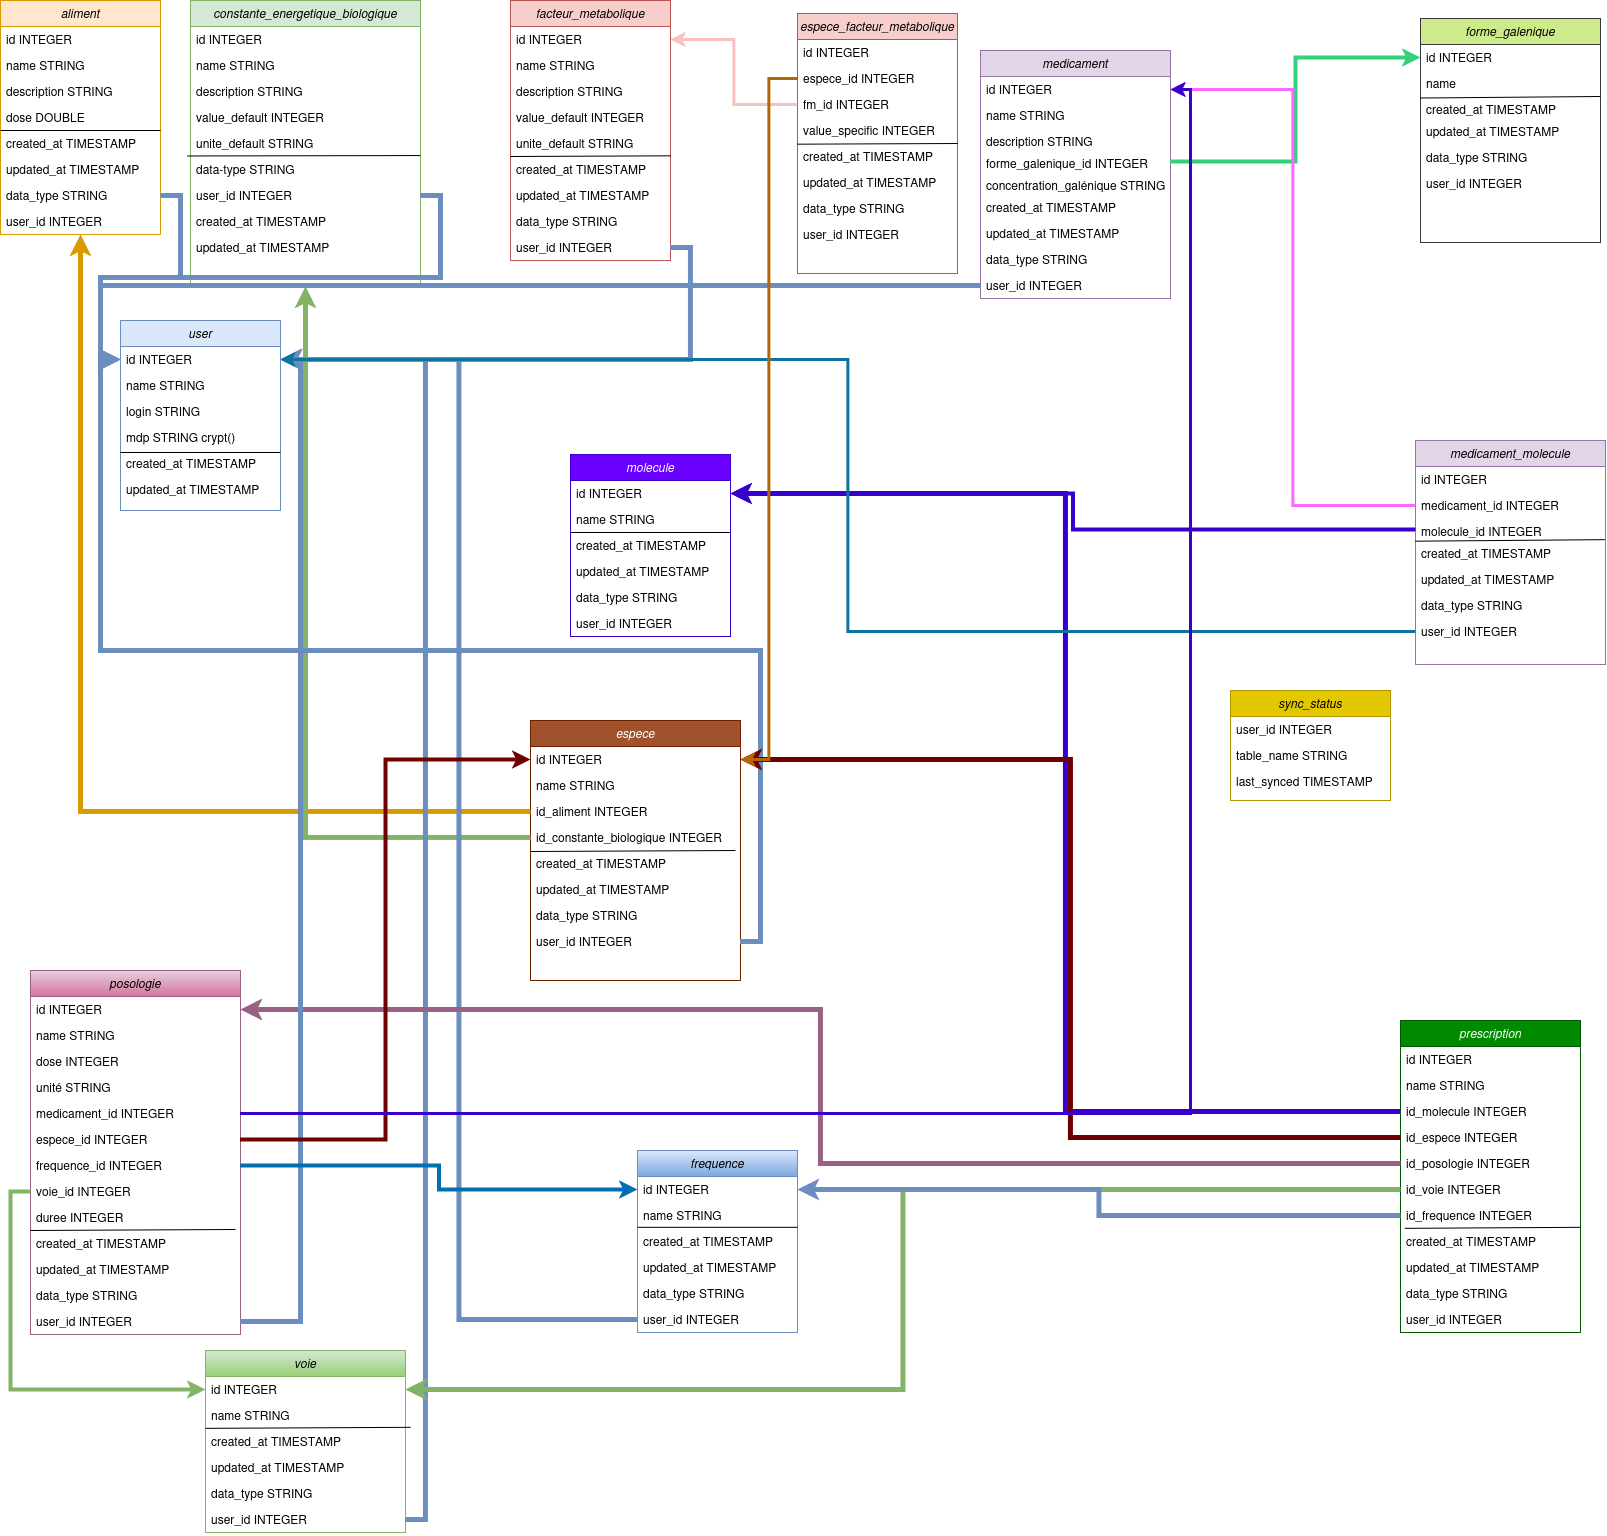 aliment
id INTEGER
name STRING
description STRING
dose DOUBLE
created_at TIMESTAMP
updated_at TIMESTAMP
data_type STRING
user_id INTEGER
constante_energetique_biologique
id INTEGER
name STRING
description STRING
value_default INTEGER
unite_default STRING
data-type STRING
user_id INTEGER
created_at TIMESTAMP
updated_at TIMESTAMP
facteur_metabolique
id INTEGER
name STRING
description STRING
value_default INTEGER
unite_default STRING
created_at TIMESTAMP
updated_at TIMESTAMP
data_type STRING
user_id INTEGER
espece_facteur_metabolique
id INTEGER
espece_id INTEGER
fm_id INTEGER
value_specific INTEGER
created_at TIMESTAMP
updated_at TIMESTAMP
data_type STRING
user_id INTEGER
medicament
id INTEGER
name STRING
description STRING
forme_galenique_id INTEGER
concentration_galénique STRING
created_at TIMESTAMP
updated_at TIMESTAMP
data_type STRING
user_id INTEGER
forme_galenique
id INTEGER
name
created_at TIMESTAMP
updated_at TIMESTAMP
data_type STRING
user_id INTEGER
user
id INTEGER
name STRING
login STRING
mdp STRING crypt()
created_at TIMESTAMP
updated_at TIMESTAMP
molecule
id INTEGER
name STRING
created_at TIMESTAMP
updated_at TIMESTAMP
data_type STRING
user_id INTEGER
medicament_molecule
id INTEGER
medicament_id INTEGER
molecule_id INTEGER
created_at TIMESTAMP
updated_at TIMESTAMP
data_type STRING
user_id INTEGER
sync_status
user_id INTEGER
table_name STRING
last_synced TIMESTAMP
espece
id INTEGER
name STRING
id_aliment INTEGER
id_constante_biologique INTEGER
created_at TIMESTAMP
updated_at TIMESTAMP
data_type STRING
user_id INTEGER
posologie
id INTEGER
name STRING
dose INTEGER
unité STRING
medicament_id INTEGER
espece_id INTEGER
frequence_id INTEGER
voie_id INTEGER
duree INTEGER
created_at TIMESTAMP
updated_at TIMESTAMP
data_type STRING
user_id INTEGER
frequence
id INTEGER
name STRING
created_at TIMESTAMP
updated_at TIMESTAMP
data_type STRING
user_id INTEGER
prescription
id INTEGER
name STRING
id_molecule INTEGER
id_espece INTEGER
id_posologie INTEGER
id_voie INTEGER
id_frequence INTEGER
created_at TIMESTAMP
updated_at TIMESTAMP
data_type STRING
user_id INTEGER
voie
id INTEGER
name STRING
created_at TIMESTAMP
updated_at TIMESTAMP
data_type STRING
user_id INTEGER